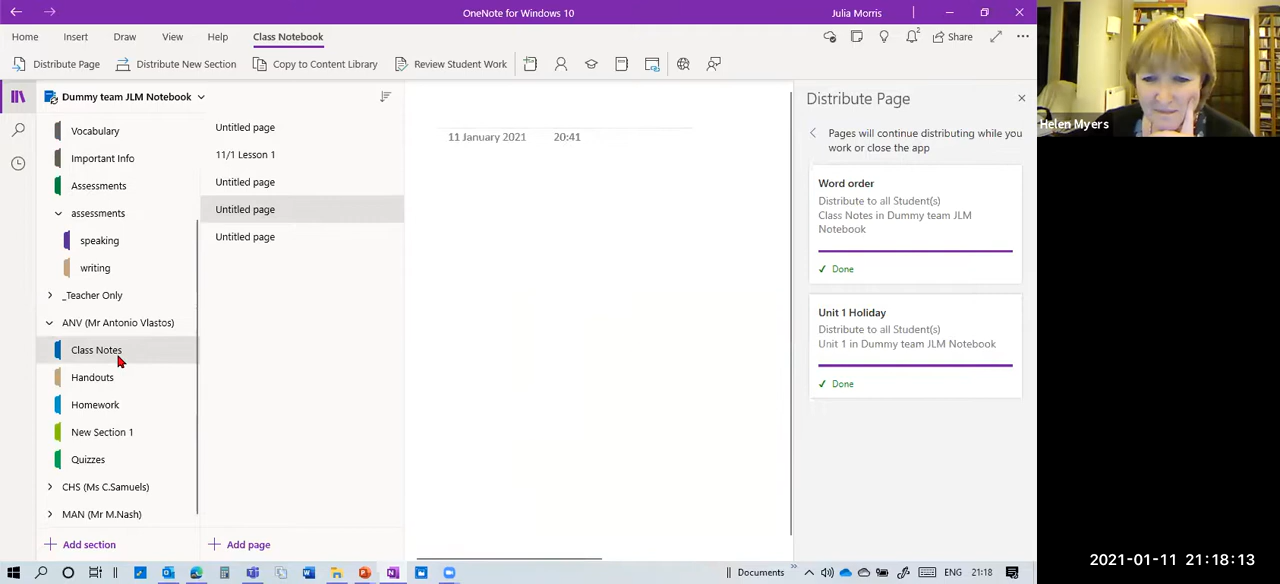 OneNote for Windows 10
Julia Morris
Home
Insert
Draw
View
Help
Class Notebook
Share
Distribute Page
Distribute New Section
Copy to Content Library
Review Student Work
Dummy team JLM Notebook
Vocabulary
Important Info
Assessments
assessments
speaking
writing
_Teacher Only
ANV (Mr Antonio Vlastos)
Class Notes
Handouts
Homework
New Section 1
Quizzes
CHS (Ms C.Samuels)
MAN (Mr M.Nash)
Add section
Untitled page
11/1 Lesson 1
Untitled page
Untitled page
Untitled page
Add page
11 January 2021 20:41
Distribute Page
Pages will continue distributing while you
work or close the app
Word order
Distribute to all Student(s)
Class Notes in Dummy team JLM
Notebook
Done
Unit 1 Holiday
Distribute to all Student(s)
Unit 1 in Dummy team JLM Notebook
Done
Helen Myers
Documents
ENG
21:18
2021-01-11 21:18:13